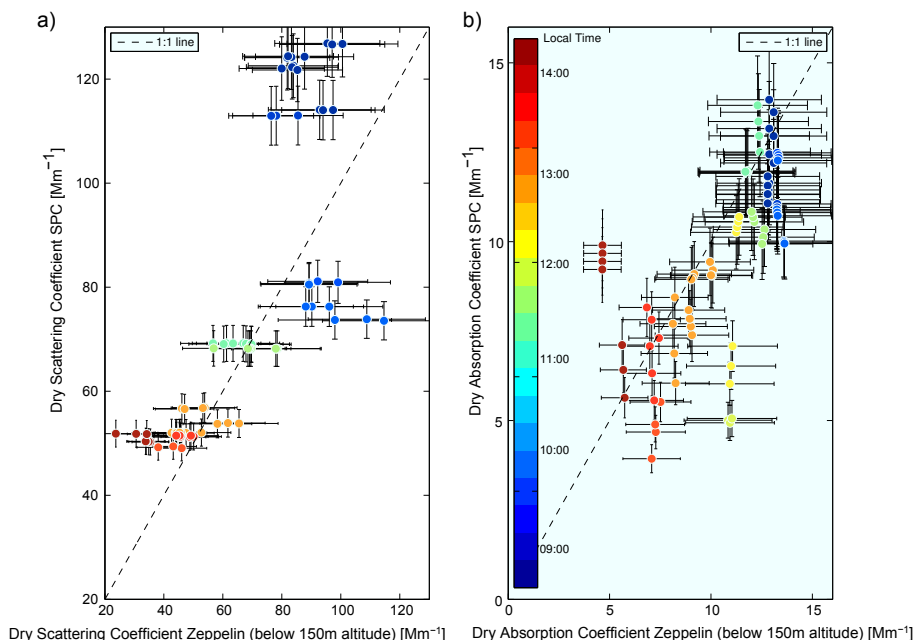 a)
1:1 line
120
100
80
60
40
20
20
40
60
80
100
120
Dry Scattering Coefficient SPC [Mm⁻¹]
Dry Scattering Coefficient Zeppelin (below 150m altitude) [Mm⁻¹]
b)
Local Time
1:1 line
14:00
13:00
12:00
11:00
10:00
09:00
15
10
5
0
0
5
10
15
Dry Absorption Coefficient SPC [Mm⁻¹]
Dry Absorption Coefficient Zeppelin (below 150m altitude) [Mm⁻¹]